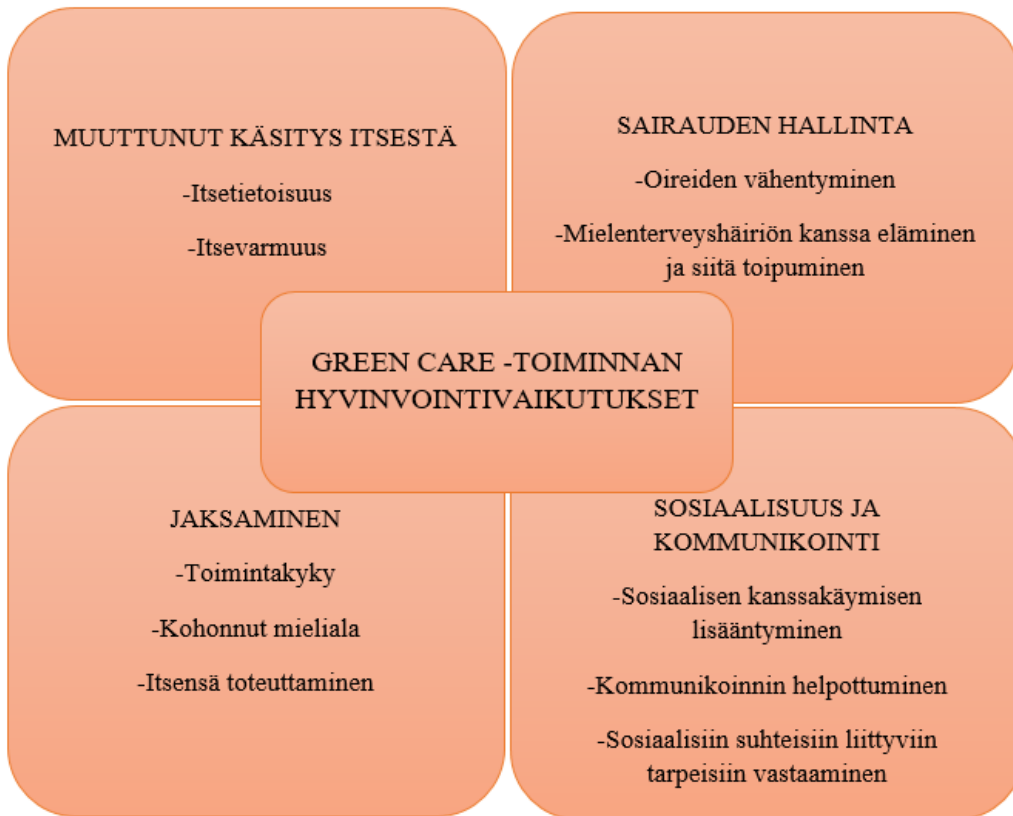 MUUTTUNUT KÄSITYS ITSESTÄ
-Itsetietoisuus
-Itsevarmuus
SAIRAUDEN HALLINTA
-Oireiden vähentyminen
-Mielenterveyshäiriön kanssa eläminen
ja siitä toipuminen
GREEN CARE -TOIMINNAN
HYVINVOINTIVAIKUTUKSET
JAKSAMINEN
-Toimintakyky
-Kohonnut mieliala
-Itsensä toteuttaminen
SOSIAALISUUS JA
KOMMUNIKOINTI
-Sosiaalisen kanssakäymisen
lisääntyminen
-Kommunikoinnin helpottuminen
-Sosiaalisiin suhteisiin liittyviin
tarpeisiin vastaaminen